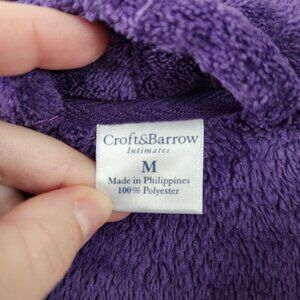 Croft&Barrow
Intimates
M
Made in Philippines
100% Polyester